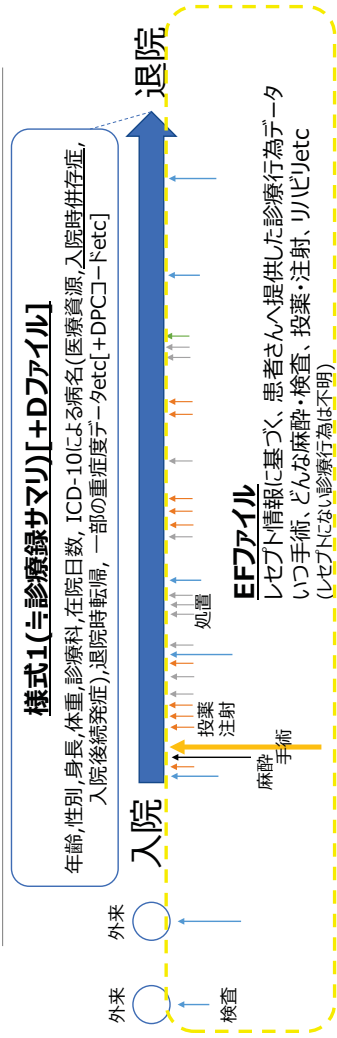 様式1(≒診療録サマリ)[+Dファイル]
年齢,性別,身長,体重,診療科,在院日数, ICD-10による病名(医療資源,入院時併存症,
入院後続発症),退院時転帰, 一部の重症度データetc[+DPCコードetc]
外来
外来
入院
退院
検査
麻酔
手術
投薬
注射
処置
EFファイル
レセプト情報に基づく、患者さんへ提供した診療行為データ
いつ手術、どんな麻酔・検査、投薬・注射、リハビリetc
(レセプトにない診療行為は不明)